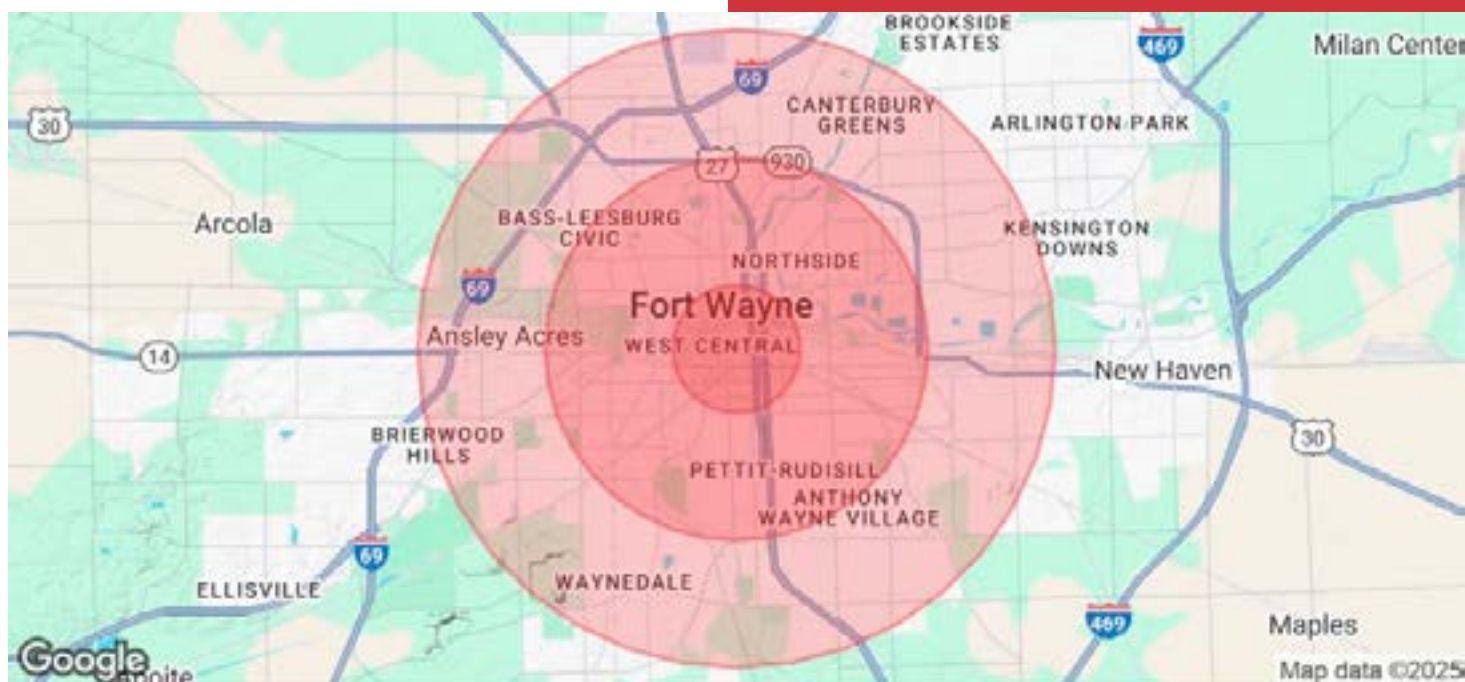 BROOKSIDE
ESTATES
469
Milan Center
69
30
CANTERBURY
GREENS
ARLINGTON PARK
27
930
Arcola
BASS-LEESBURG
CIVIC
KENSINGTON
DOWNS
NORTHSIDE
69
Fort Wayne
Ansley Acres
WEST CENTRAL
14
New Haven
BRIERWOOD
HILLS
30
PETTIT-RUDISILL
ANTHONY
WAYNE VILLAGE
69
ELLISVILLE
WAYNEDALE
469
Maples
Google
Map data ©2025